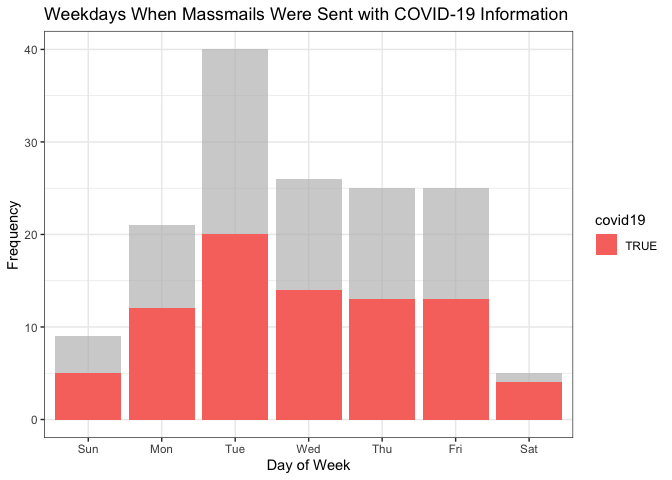 Weekdays When Massmails Were Sent with COVID-19 Information
40
30
20
10
0
Frequency
Sun Mon Tue Wed Thu Fri Sat
Day of Week
covid19
TRUE